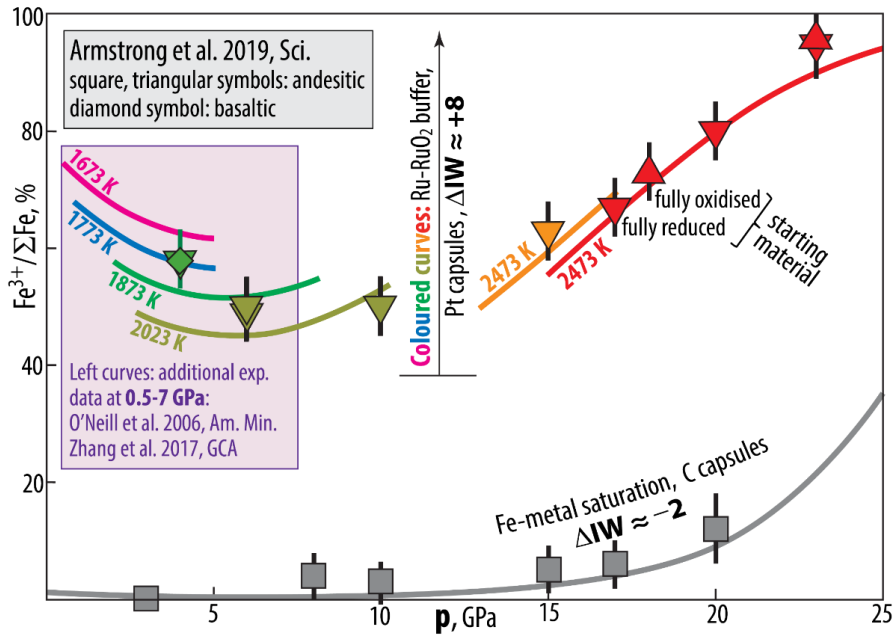 100
80
40
20
Fe³⁺/ΣFe, %
Armstrong et al. 2019, Sci.
square, triangular symbols: andesitic
diamond symbol: basaltic
1673 K
1773 K
1873 K
2023 K
Left curves: additional exp.
data at 0.5-7 GPa:
O'Neill et al. 2006, Am. Min.
Zhang et al. 2017, GCA
Coloured curves: Ru-RuO₂ buffer,
Pt capsules, ΔIW ≈ +8
2473 K
2473 K
fully oxidised
fully reduced
starting
material
Fe-metal saturation, C capsules
ΔIW ≈ −2
5
10
15
20
25
p, GPa